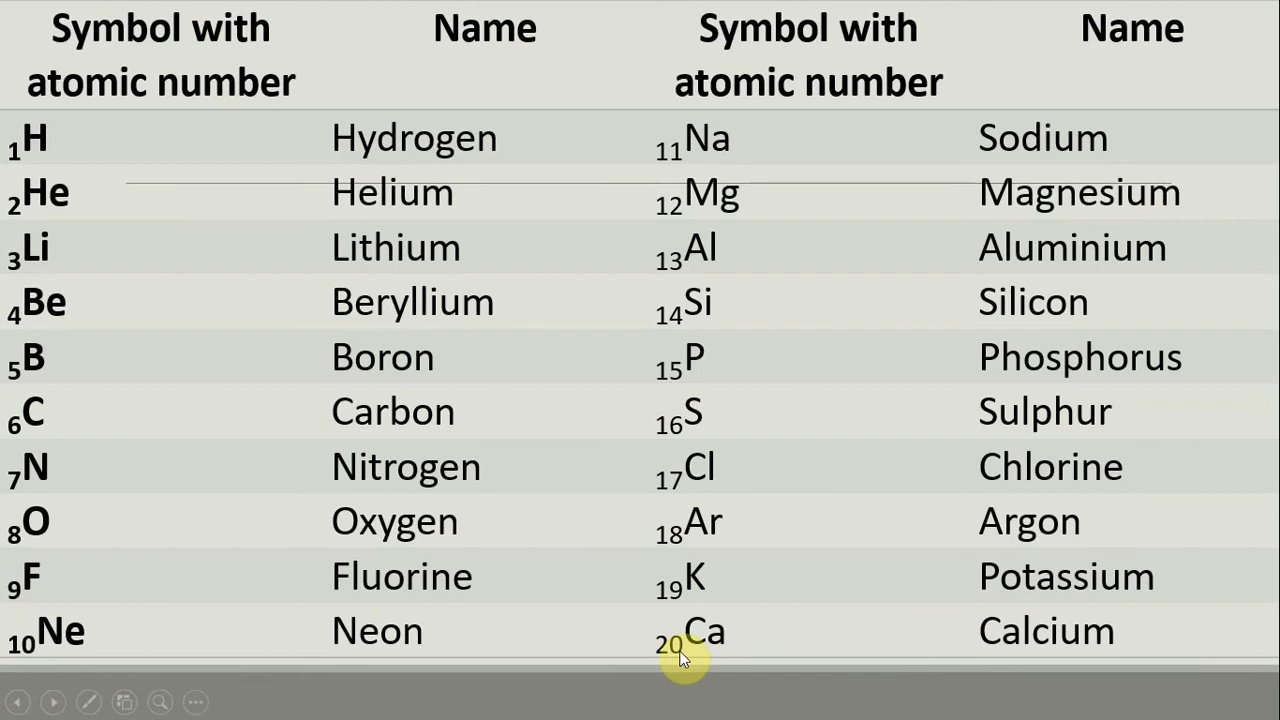 Symbol with atomic number Name Symbol with atomic number Name
₁H Hydrogen ₁₁Na Sodium
₂He Helium ₁₂Mg Magnesium
₃Li Lithium ₁₃Al Aluminium
₄Be Beryllium ₁₄Si Silicon
₅B Boron ₁₅P Phosphorus
₆C Carbon ₁₆S Sulphur
₇N Nitrogen ₁₇Cl Chlorine
₈O Oxygen ₁₈Ar Argon
₉F Fluorine ₁₉K Potassium
₁₀Ne Neon ₂₀Ca Calcium